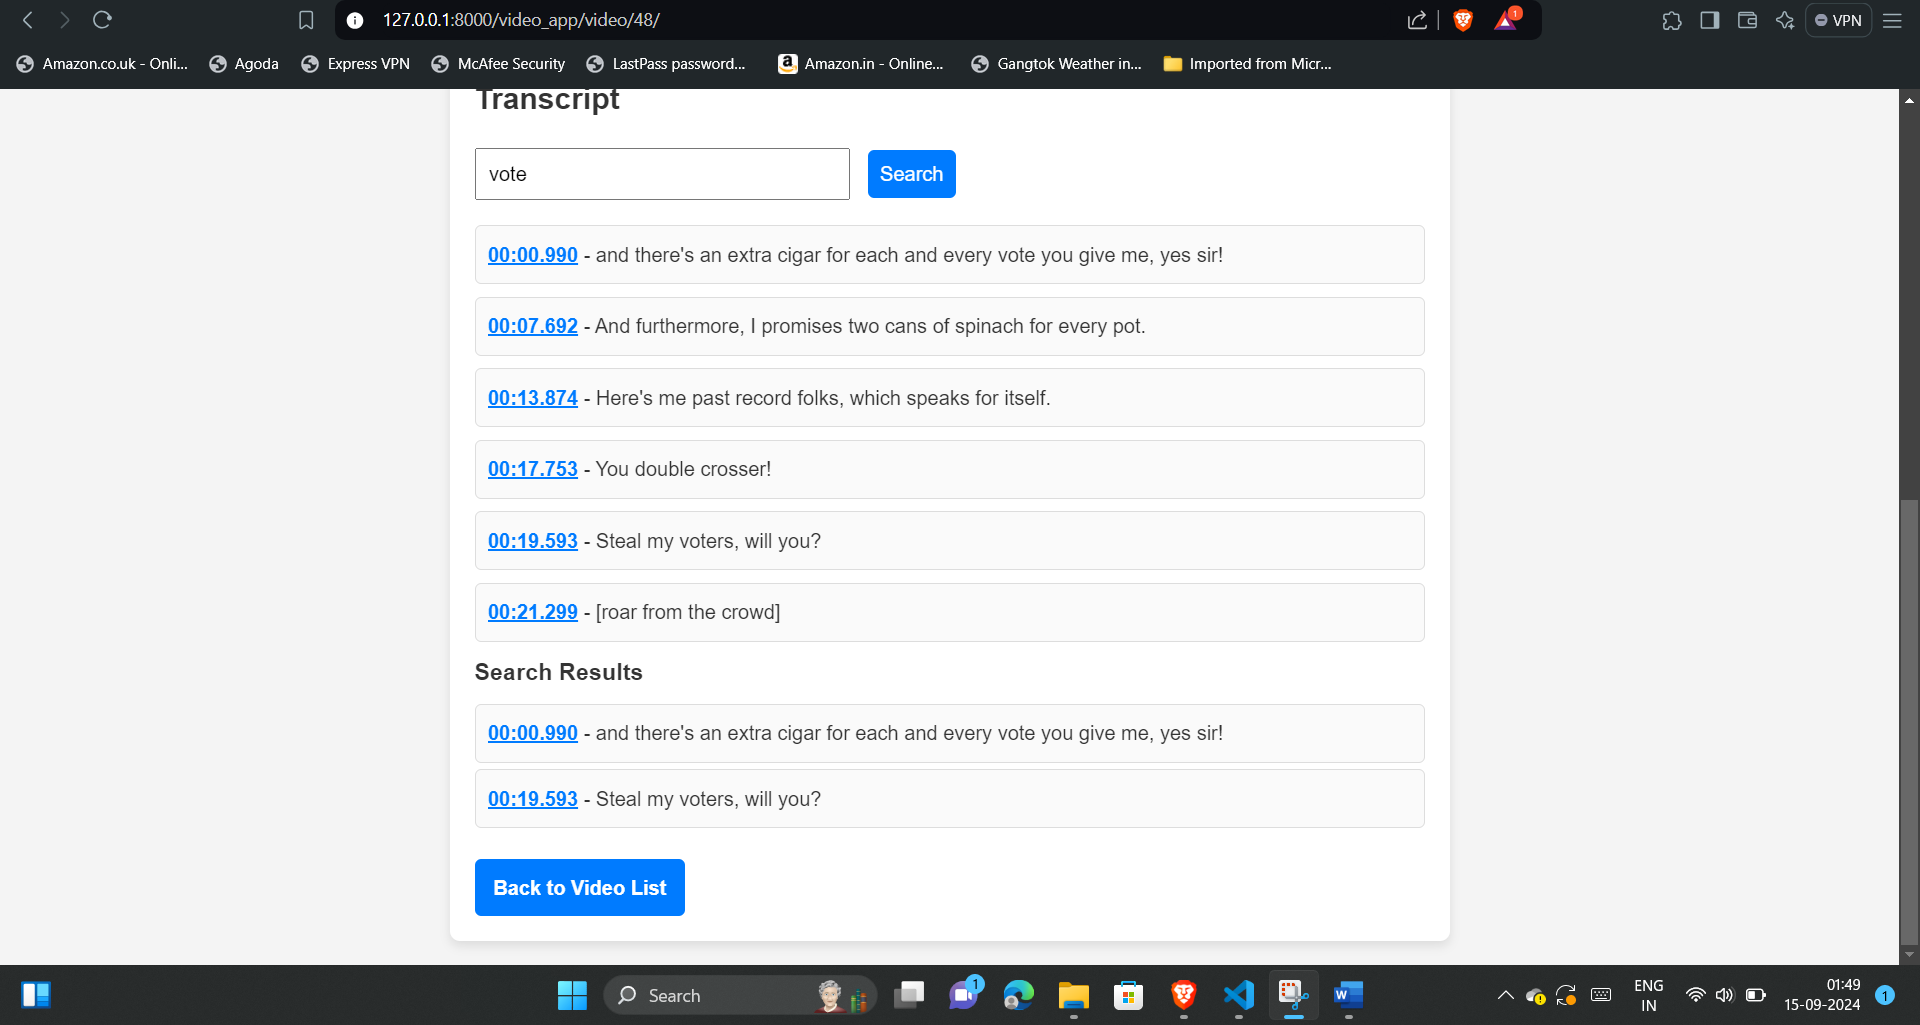 127.0.0.1:8000/video_app/video/48/
1
VPN
Amazon.co.uk - Onli...
Agoda
Express VPN
McAfee Security
LastPass password...
a
Amazon.in - Online...
Gangtok Weather in...
Imported from Micr...
Transcript
vote
Search
00:00.990 - and there's an extra cigar for each and every vote you give me, yes sir!
00:07.692 - And furthermore, I promises two cans of spinach for every pot.
00:13.874 - Here's me past record folks, which speaks for itself.
00:17.753 - You double crosser!
00:19.593 - Steal my voters, will you?
00:21.299 - [roar from the crowd]
Search Results
00:00.990 - and there's an extra cigar for each and every vote you give me, yes sir!
00:19.593 - Steal my voters, will you?
Back to Video List
Search
1
W
ENG
IN
01:49
15-09-2024
1